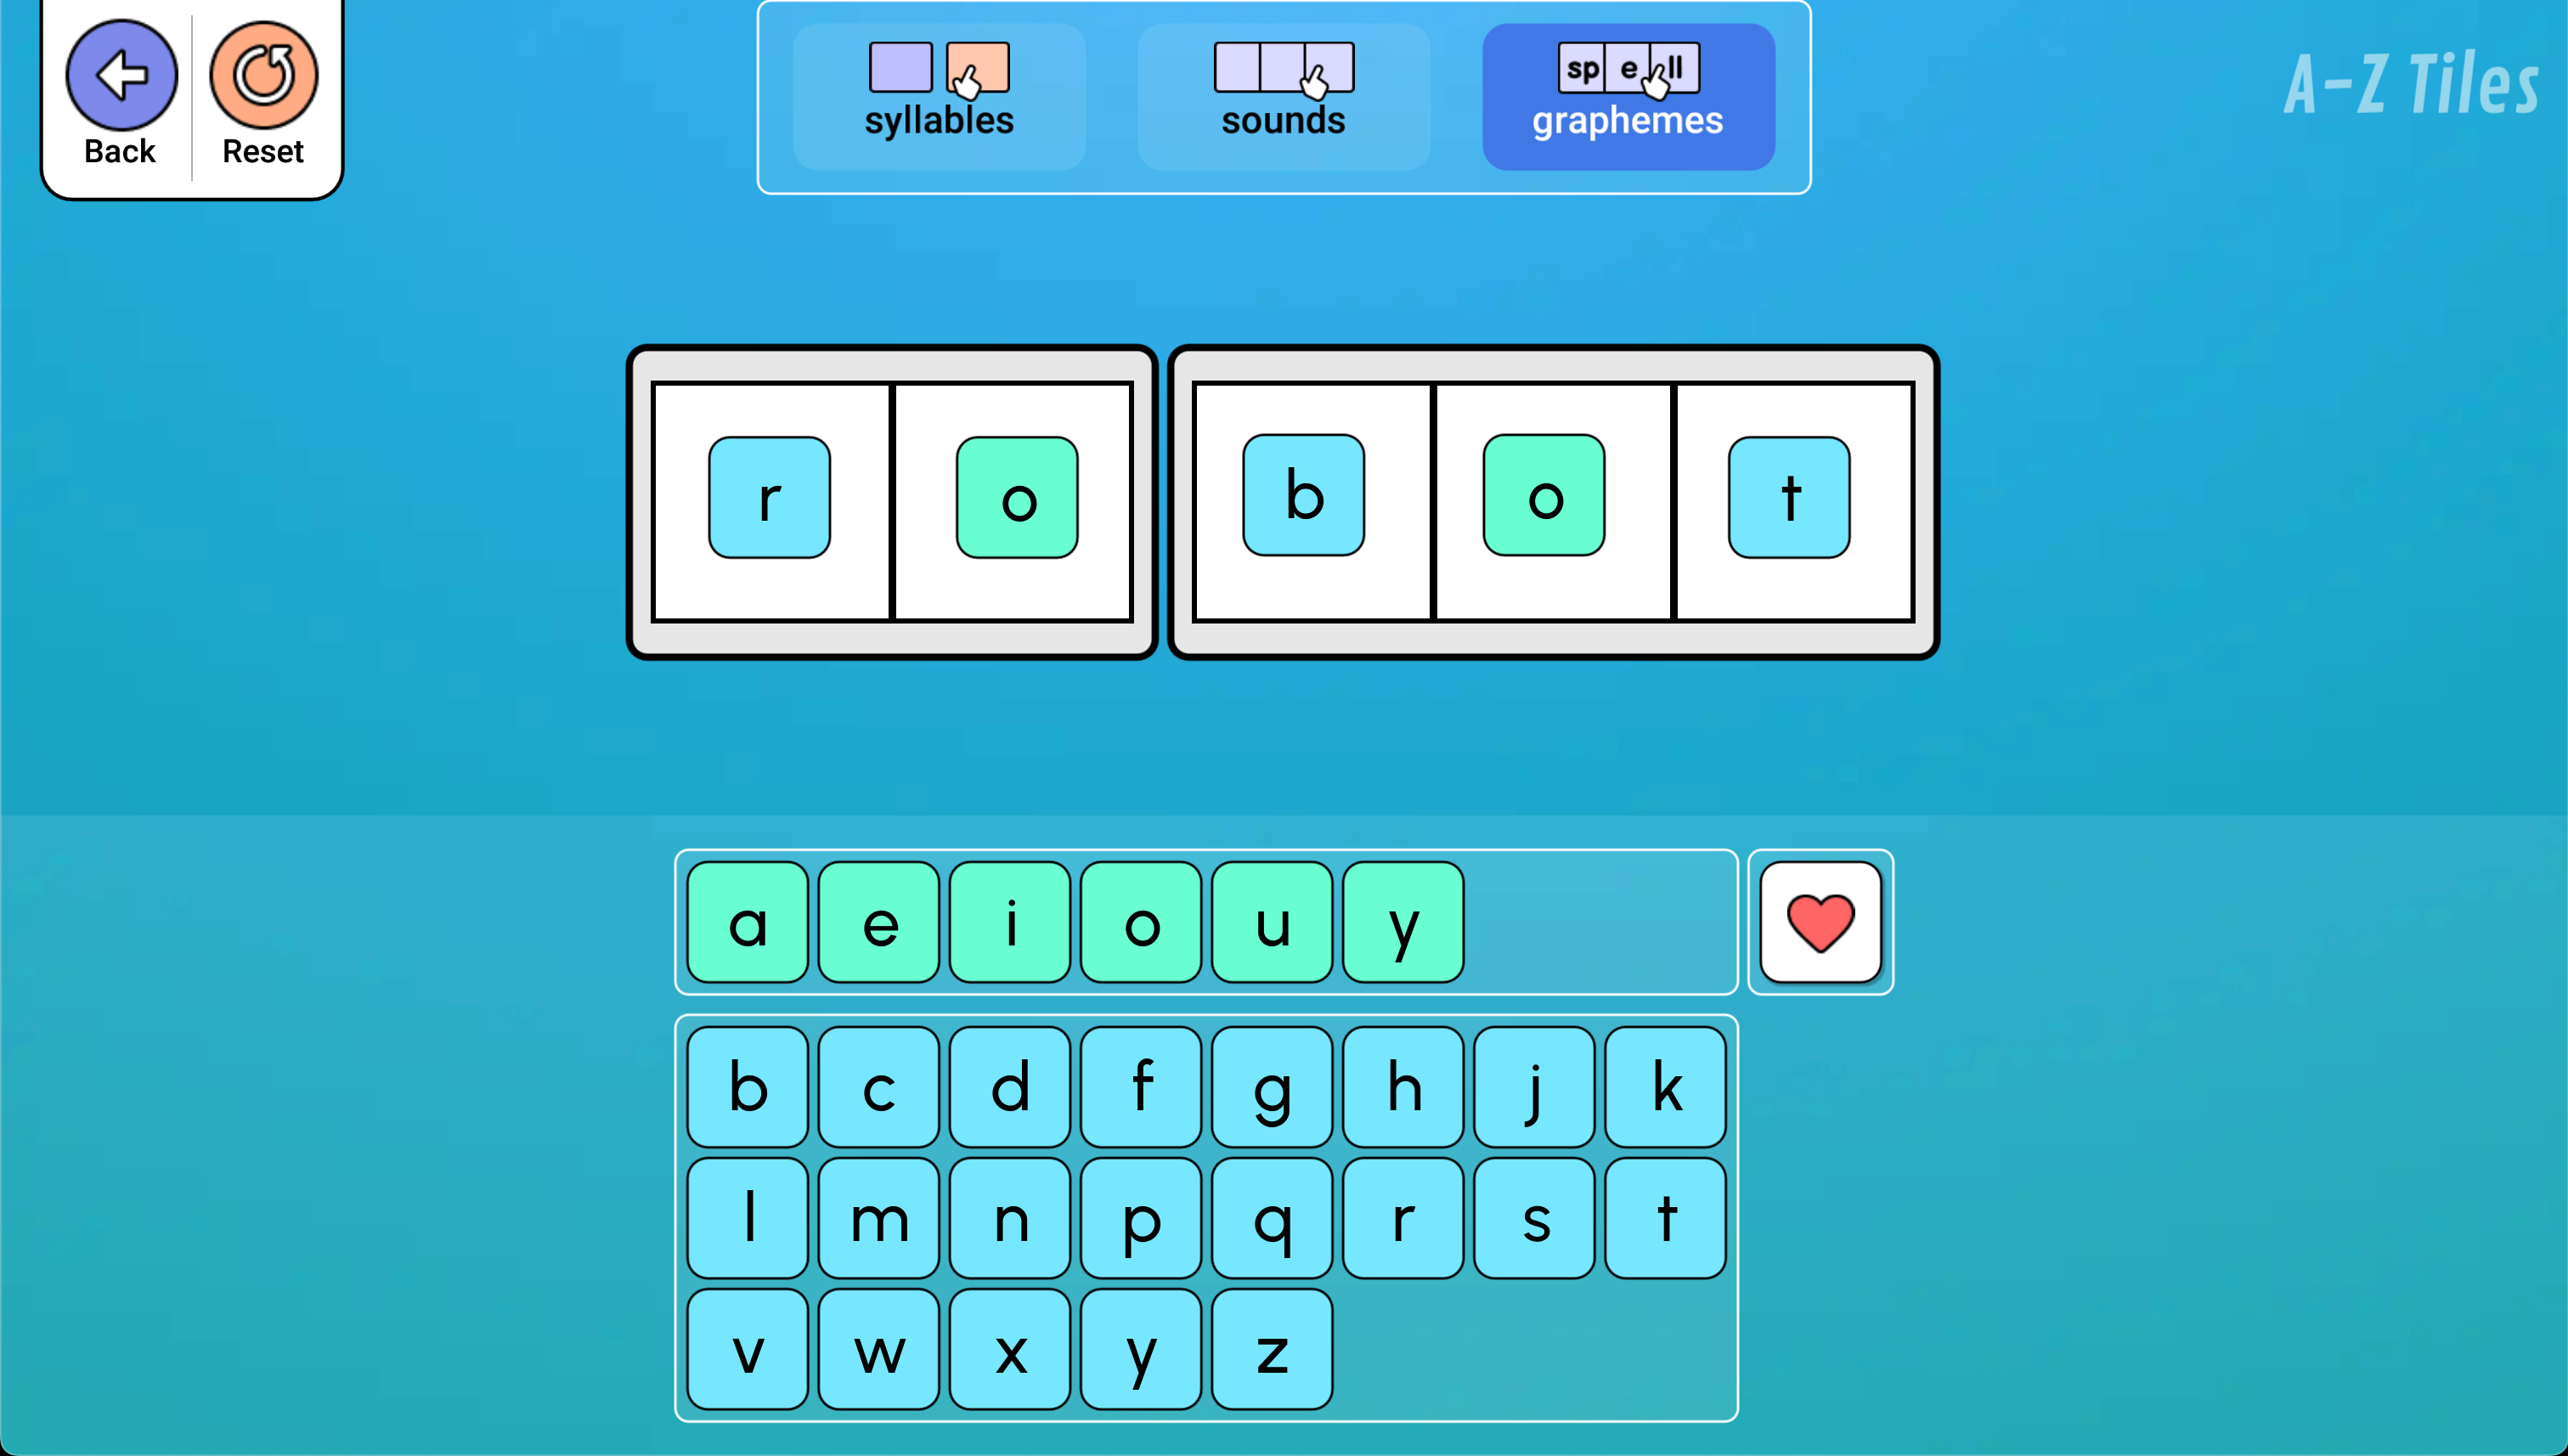 Back Reset
sp e ll
syllables sounds graphemes
A-Z Tiles
r o b o t
a e i o u y
b c d f g h j k
l m n p q r s t
v w x y z